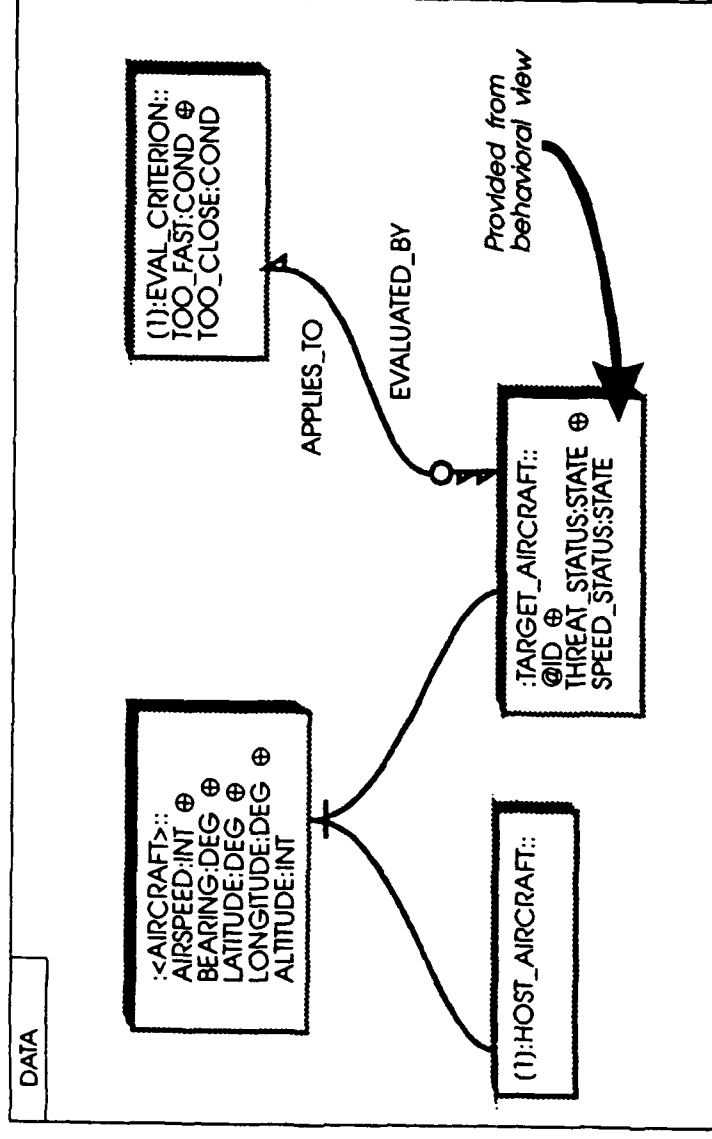 DATA
:<AIRCRAFT>::
AIRSPEED:INT ⊕
BEARING:DEG ⊕
LATITUDE:DEG ⊕
LONGITUDE:DEG ⊕
ALTITUDE:INT
(1):EVAL_CRITERION::
TOO_FAST:COND ⊕
TOO_CLOSE:COND
APPLIES_TO
EVALUATED_BY
(1):HOST_AIRCRAFT::
:TARGET_AIRCRAFT::
@ID ⊕
THREAT_STATUS:STATE ⊕
SPEED_STATUS:STATE
Provided from
behavioral view